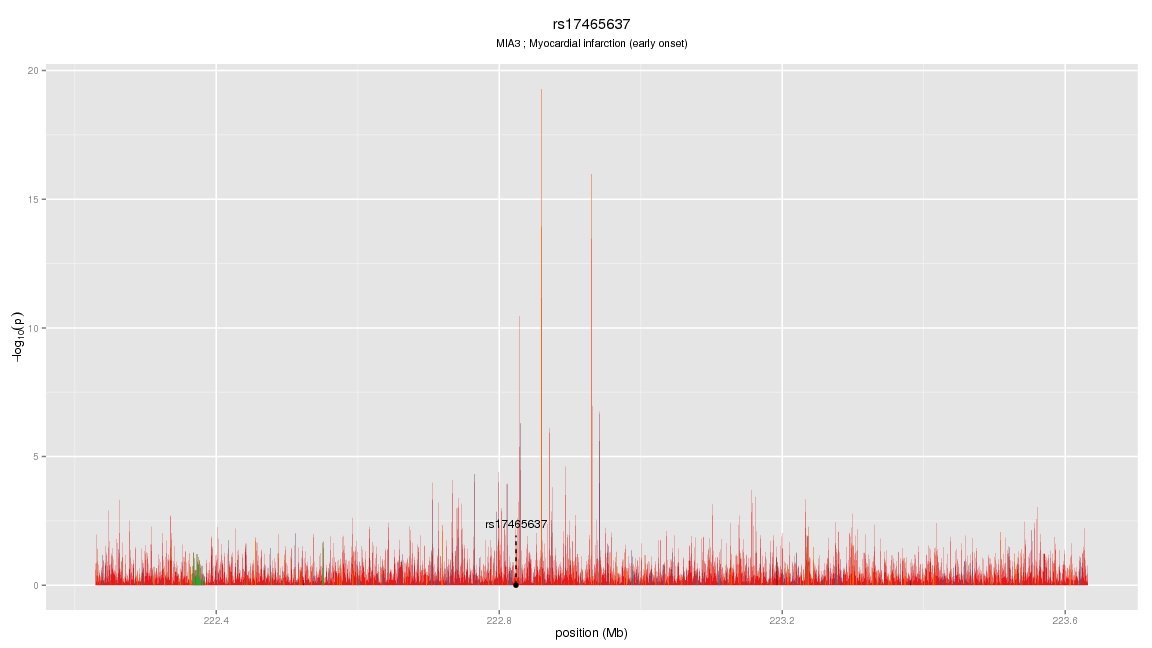 rs17465637
MIA3 ; Myocardial infarction (early onset)
20
15
10
5
0
−log10(p)
rs17465637
222.4
222.8
223.2
223.6
position (Mb)